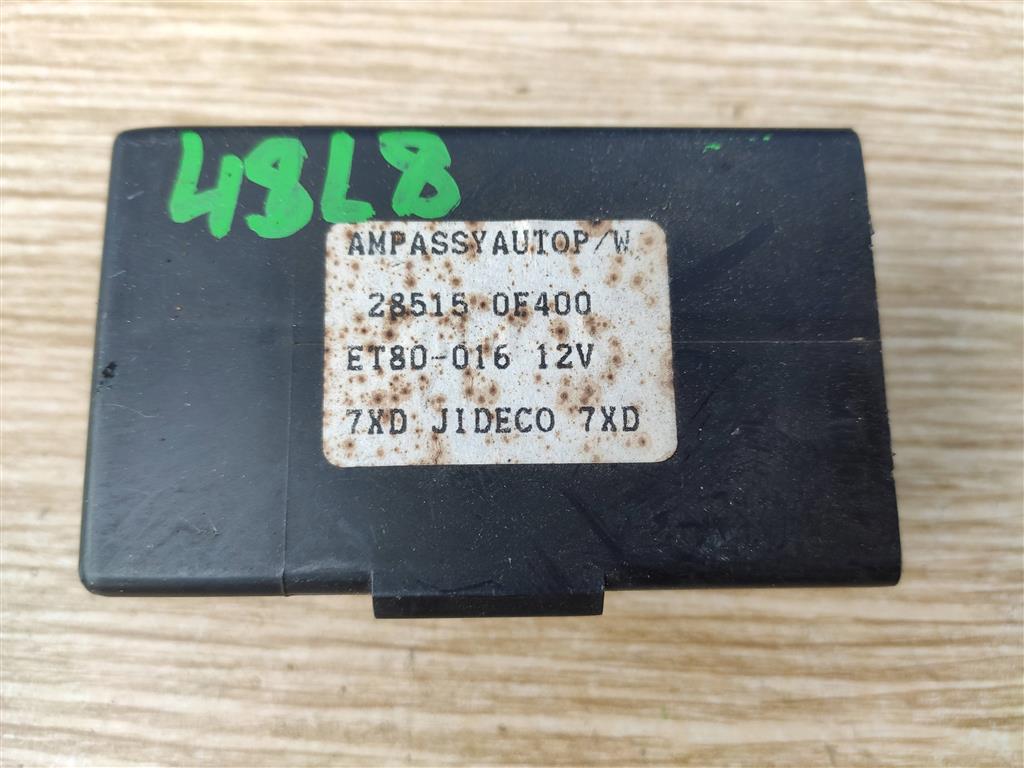 48L8
AMPASSYAUTOP/W
28515 0F400
ET80-016 12V
7XD JIDECO 7XD